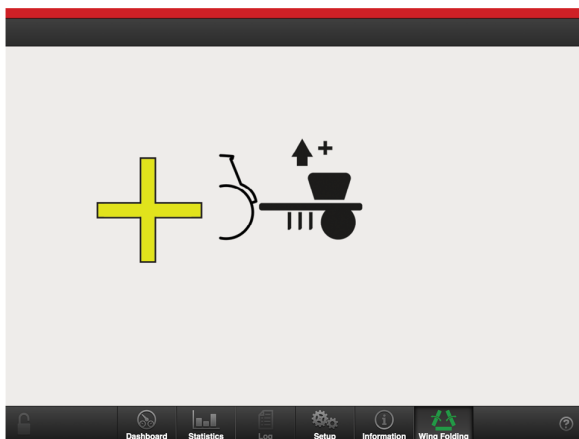 Dashboard
Statistics
Log
Setup
Information
Wing Folding